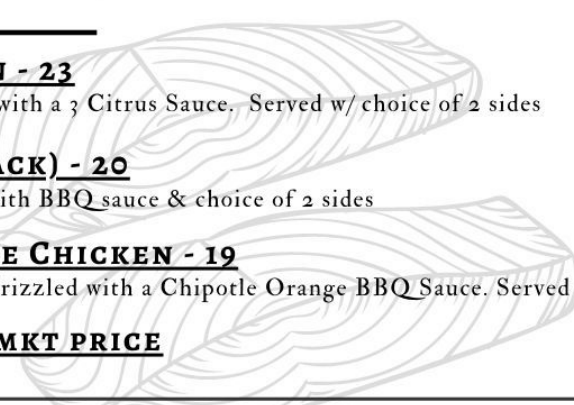 N - 23
with a 3 Citrus Sauce. Served w/ choice of 2 sides
ACK) - 20
ith BBQ sauce & choice of 2 sides
E CHICKEN - 19
rizzled with a Chipotle Orange BBQ Sauce. Served
MKT PRICE